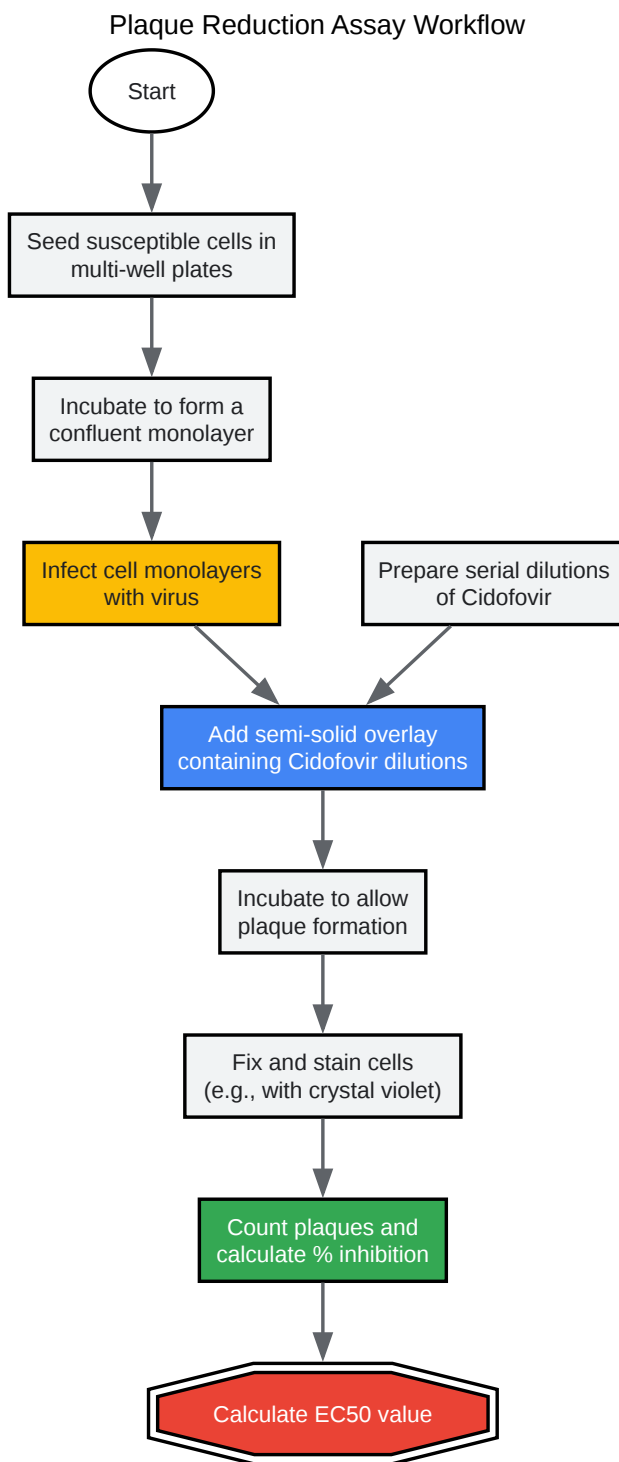 Plaque Reduction Assay Workflow
Start
Seed susceptible cells in
multi-well plates
Incubate to form a
confluent monolayer
Infect cell monolayers
with virus
Prepare serial dilutions
of Cidofovir
Add semi-solid overlay
containing Cidofovir dilutions
Incubate to allow
plaque formation
Fix and stain cells
(e.g., with crystal violet)
Count plaques and
calculate % inhibition
Calculate EC50 value